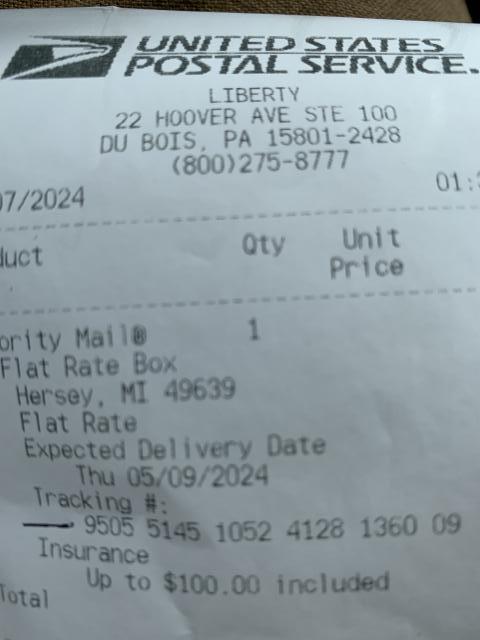 UNITED STATES
POSTAL SERVICE.
LIBERTY
22 HOOVER AVE STE 100
DU BOIS, PA 15801-2428
(800)275-8777
07/2024 01:
duct Qty Unit
Price
ority Mail® 1
Flat Rate Box
Hersey, MI 49639
Flat Rate
Expected Delivery Date
Thu 05/09/2024
Tracking #:
9505 5145 1052 4128 1360 09
Insurance
Up to $100.00 included
Total